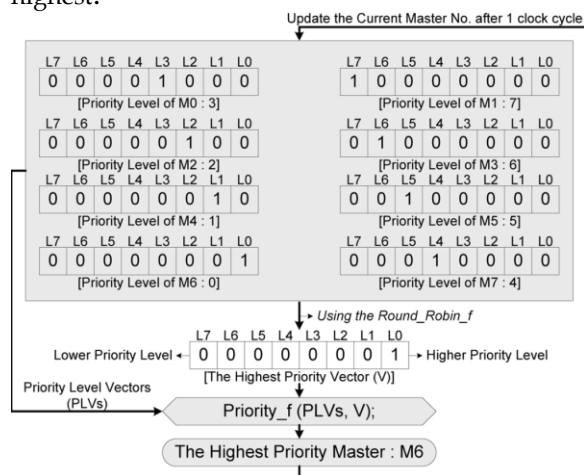 highest.
Update the Current Master No. after 1 clock cycle
L7 L6 L5 L4 L3 L2 L1 L0
0 0 0 0 1 0 0 0
[Priority Level of M0 : 3]
L7 L6 L5 L4 L3 L2 L1 L0
1 0 0 0 0 0 0 0
[Priority Level of M1 : 7]
L7 L6 L5 L4 L3 L2 L1 L0
0 0 0 0 0 1 0 0
[Priority Level of M2 : 2]
L7 L6 L5 L4 L3 L2 L1 L0
0 1 0 0 0 0 0 0
[Priority Level of M3 : 6]
L7 L6 L5 L4 L3 L2 L1 L0
0 0 0 0 0 0 1 0
[Priority Level of M4 : 1]
L7 L6 L5 L4 L3 L2 L1 L0
0 0 1 0 0 0 0 0
[Priority Level of M5 : 5]
L7 L6 L5 L4 L3 L2 L1 L0
0 0 0 0 0 0 0 1
[Priority Level of M6 : 0]
L7 L6 L5 L4 L3 L2 L1 L0
0 0 0 1 0 0 0 0
[Priority Level of M7 : 4]
Using the Round_Robin_f
L7 L6 L5 L4 L3 L2 L1 L0
Lower Priority Level 0 0 0 0 0 0 0 1 Higher Priority Level
[The Highest Priority Vector (V)]
Priority Level Vectors
(PLVs)
Priority_f (PLVs, V);
The Highest Priority Master : M6